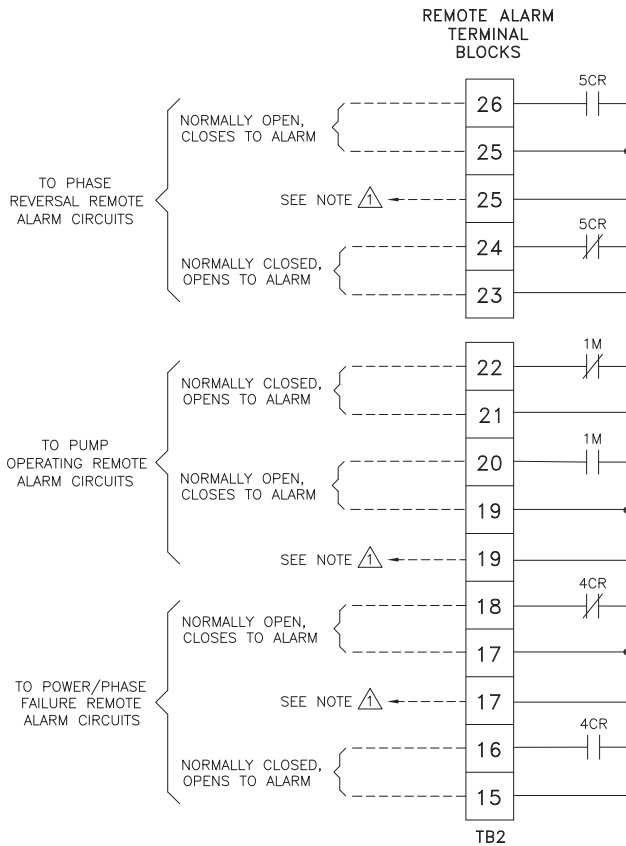 REMOTE ALARM
TERMINAL
BLOCKS
TO PHASE
REVERSAL REMOTE
ALARM CIRCUITS
NORMALLY OPEN,
CLOSES TO ALARM
26
5CR
25
SEE NOTE 1
25
NORMALLY CLOSED,
OPENS TO ALARM
24
5CR
23
TO PUMP
OPERATING REMOTE
ALARM CIRCUITS
NORMALLY CLOSED,
OPENS TO ALARM
22
1M
21
NORMALLY OPEN,
CLOSES TO ALARM
20
1M
19
SEE NOTE 1
19
TO POWER/PHASE
FAILURE REMOTE
ALARM CIRCUITS
NORMALLY OPEN,
CLOSES TO ALARM
18
4CR
17
SEE NOTE 1
17
NORMALLY CLOSED,
OPENS TO ALARM
16
4CR
15
TB2